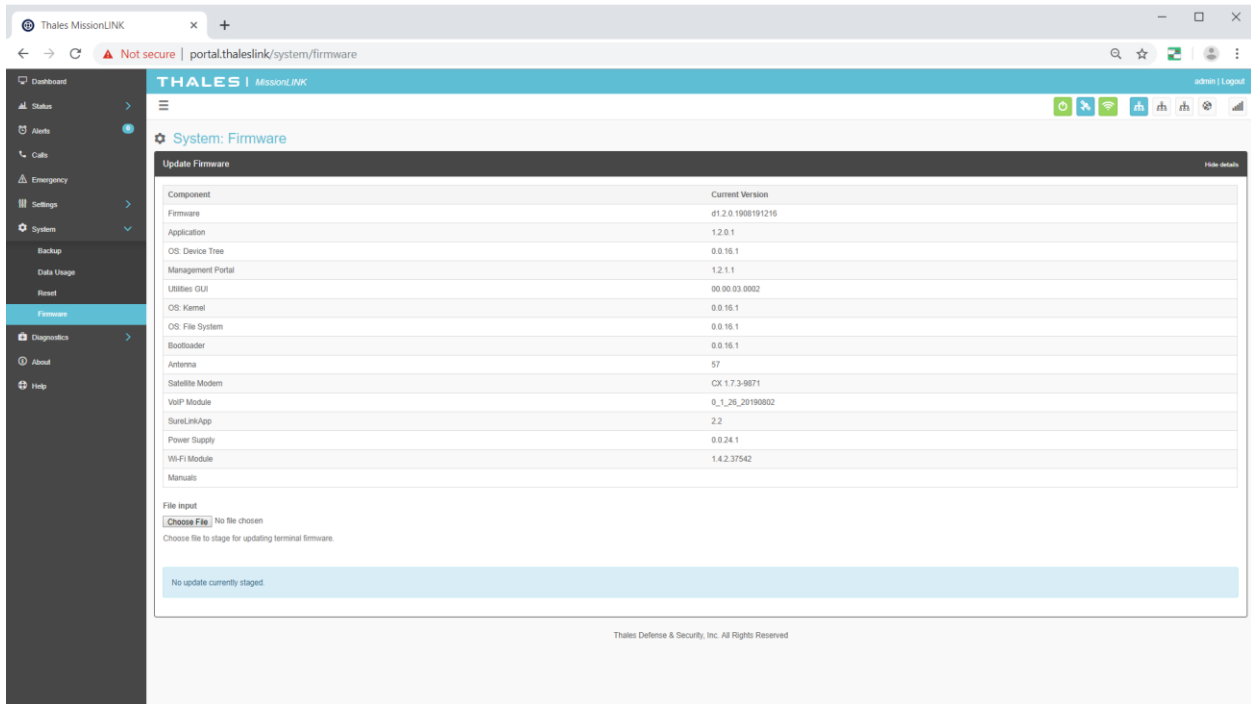 Thales MissionLINK
Not secure | portal.thaleslink/system/firmware
Dashboard
Status
Alerts 0
Calls
Emergency
Settings
System
Backup
Data Usage
Reset
Firmware
Diagnostics
About
Help
THALES | MissionLINK
admin | Logout
System: Firmware
Update Firmware Hide details
Component Current Version
Firmware d1.2.0.1908191216
Application 1.2.0.1
OS: Device Tree 0.0.16.1
Management Portal 1.2.1.1
Utilities GUI 00.00.03.0002
OS: Kernel 0.0.16.1
OS: File System 0.0.16.1
Bootloader 0.0.16.1
Antenna 57
Satellite Modem CX 1.7.3-9871
VoIP Module 0_1_26_20190802
SureLinkApp 2.2
Power Supply 0.0.24.1
Wi-Fi Module 1.4.2.37542
Manuals
File input
Choose File No file chosen
Choose file to stage for updating terminal firmware.
No update currently staged.
Thales Defense & Security, Inc. All Rights Reserved